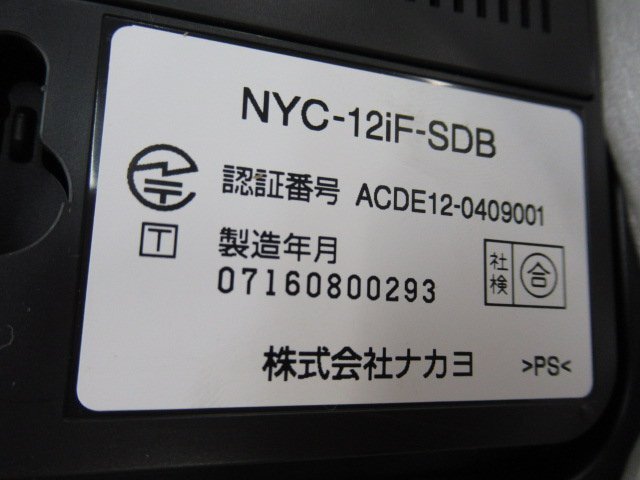 NYC-12iF-SDB
認証番号 ACDE12-0409001
T 製造年月
07160800293
社検 合
株式会社ナカヨ >PS<